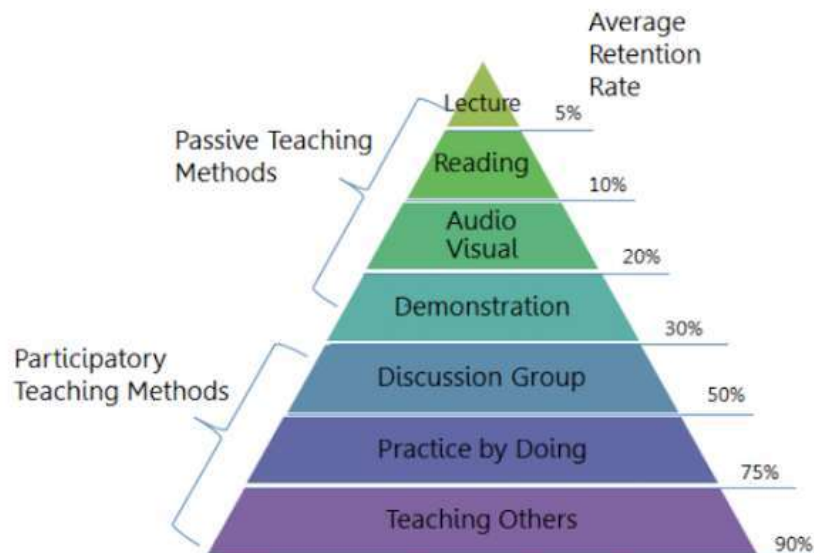 Average
Retention
Rate
Lecture
5%
Passive Teaching
Methods
Reading
10%
Audio
Visual
20%
Demonstration
30%
Participatory
Teaching Methods
Discussion Group
50%
Practice by Doing
75%
Teaching Others
90%